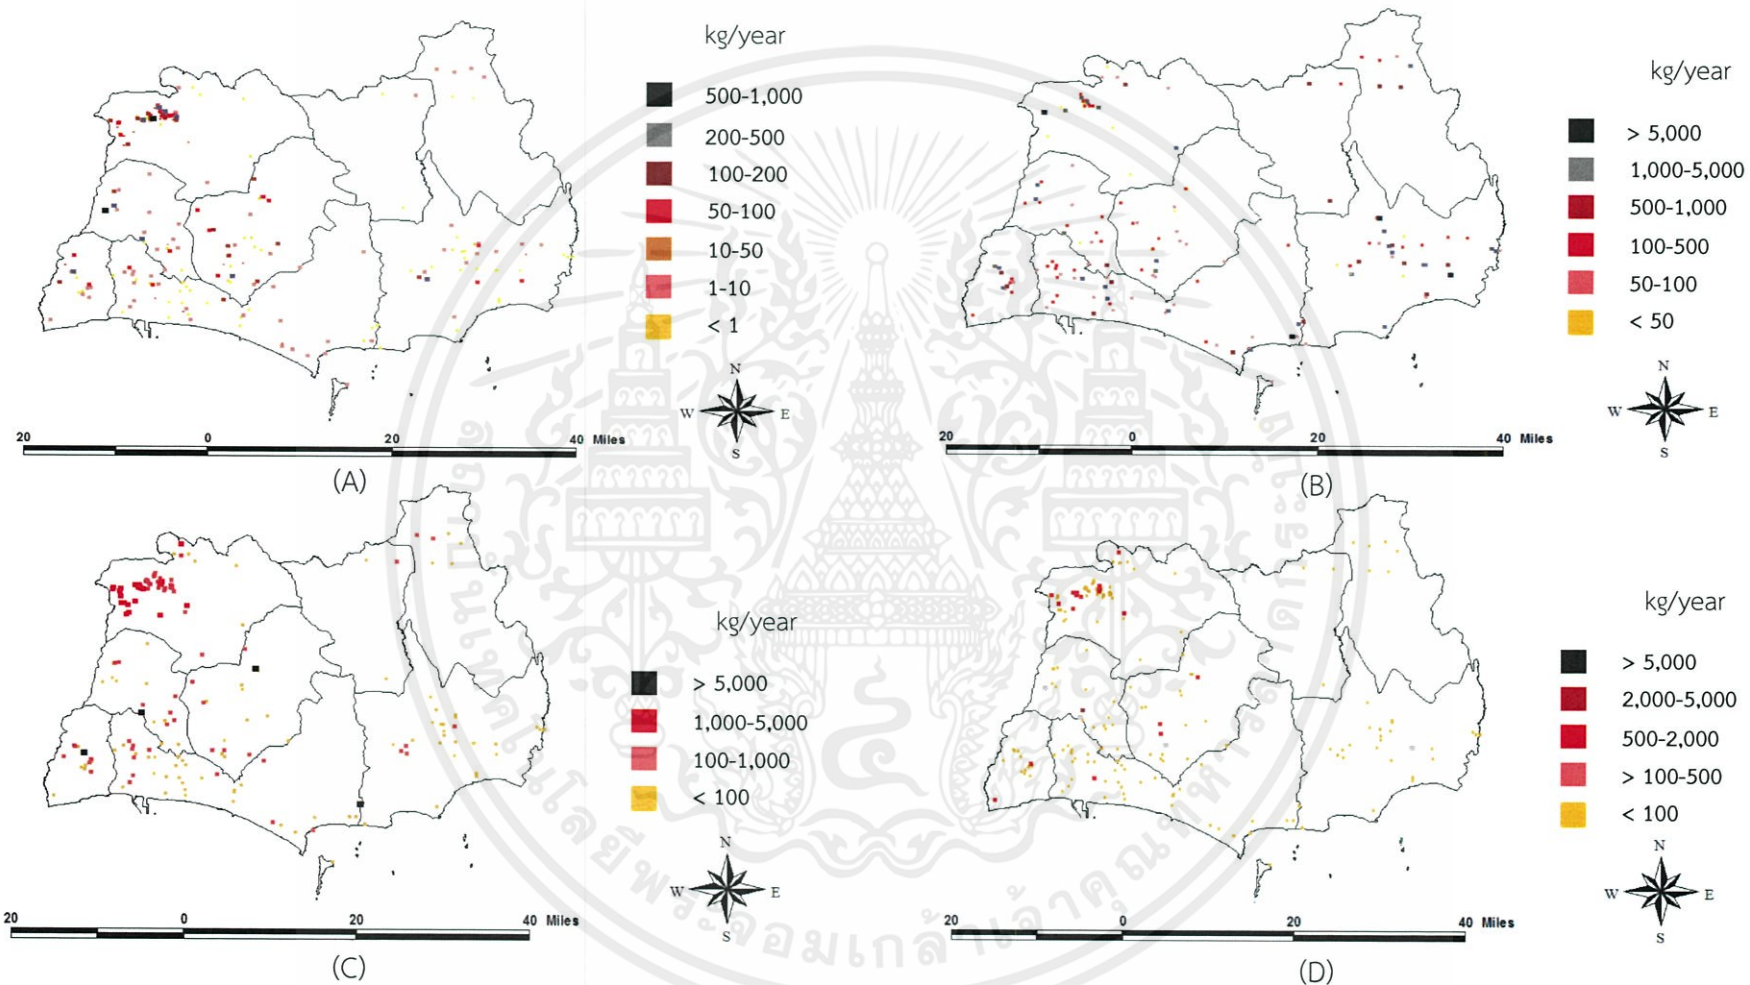 kg/year
500-1,000
200-500
100-200
50-100
10-50
1-10
< 1
N
W E
S
20 0 20 40 Miles
(A)
kg/year
> 5,000
1,000-5,000
500-1,000
100-500
50-100
< 50
N
W E
S
20 0 20 40 Miles
(B)
kg/year
> 5,000
1,000-5,000
100-1,000
< 100
N
W E
S
20 0 20 40 Miles
(C)
kg/year
> 5,000
2,000-5,000
500-2,000
> 100-500
< 100
N
W E
S
20 0 20 40 Miles
(D)